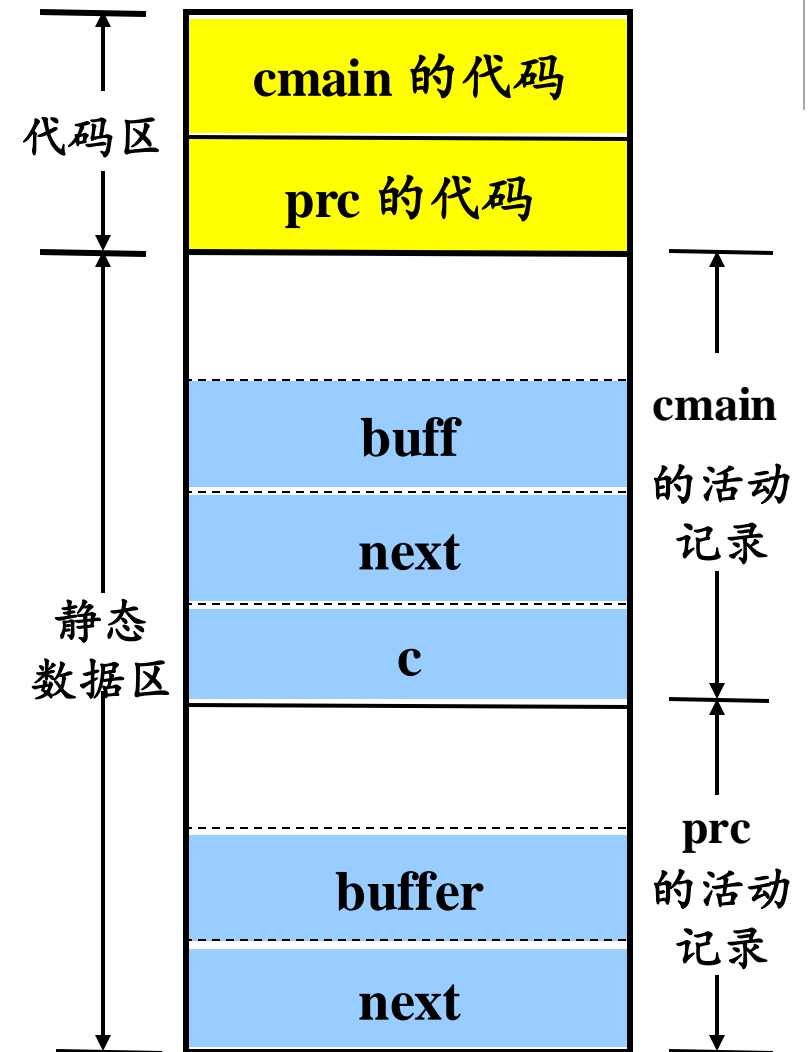 cmain 的代码
代码区
prc 的代码
buff
cmain
的活动
记录
next
静态
数据区
c
prc
的活动
记录
buffer
next